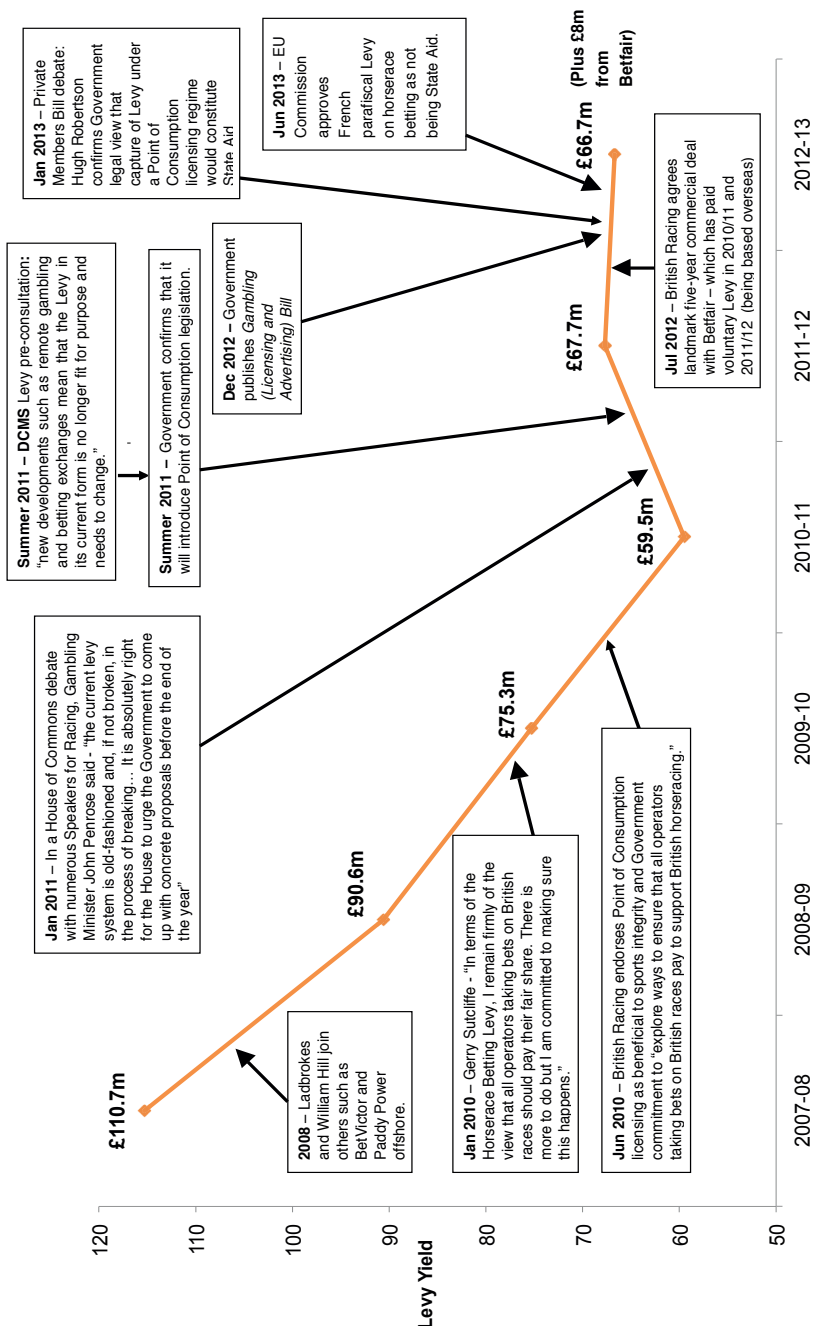 Summer 2011 – DCMS Levy pre-consultation:
“new developments such as remote gambling
and betting exchanges mean that the Levy in
its current form is no longer fit for purpose and
needs to change.”
Jan 2013 – Private
Members Bill debate:
Hugh Robertson
confirms Government
legal view that
capture of Levy under
a Point of
Consumption
licensing regime
would constitute
State Aid
Summer 2011 – Government confirms that it
will introduce Point of Consumption legislation.
Jan 2011 – In a House of Commons debate
with numerous Speakers for Racing, Gambling
Minister John Penrose said - “the current levy
system is old-fashioned and, if not broken, in
the process of breaking… It is absolutely right
for the House to urge the Government to come
up with concrete proposals before the end of
the year”
Dec 2012 – Government
publishes Gambling
(Licensing and
Advertising) Bill
Jun 2013 – EU
Commission
approves
French
parafiscal Levy
on horserace
betting as not
being State Aid.
120
110
100
90
80
70
60
50
Levy Yield
£110.7m
£90.6m
£75.3m
£59.5m
£67.7m
£66.7m
(Plus £8m
from
Betfair)
2008 – Ladbrokes
and William Hill join
others such as
BetVictor and
Paddy Power
offshore.
Jan 2010 – Gerry Sutcliffe - “In terms of the
Horserace Betting Levy, I remain firmly of the
view that all operators taking bets on British
races should pay their fair share. There is
more to do but I am committed to making sure
this happens.”
Jun 2010 – British Racing endorses Point of Consumption
licensing as beneficial to sports integrity and Government
commitment to “explore ways to ensure that all operators
taking bets on British races pay to support British horseracing.”
Jul 2012 – British Racing agrees
landmark five-year commercial deal
with Betfair – which has paid
voluntary Levy in 2010/11 and
2011/12 (being based overseas)
2007-08
2008-09
2009-10
2010-11
2011-12
2012-13